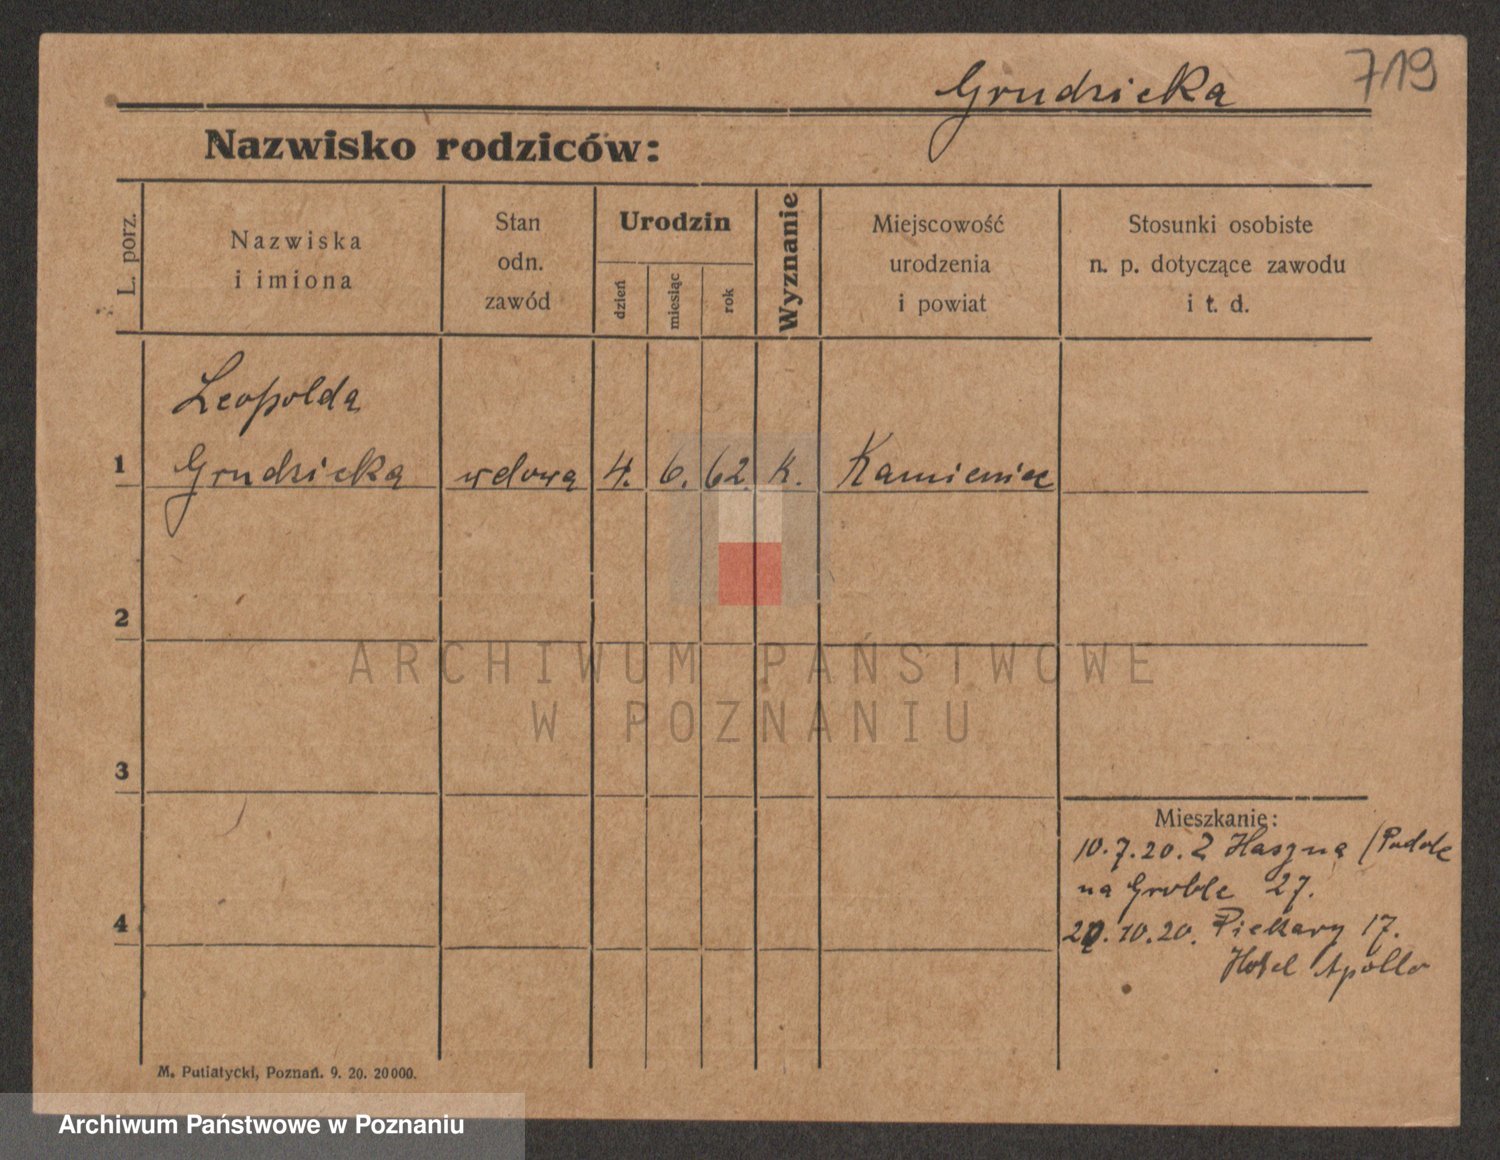 719
Grudzicka
Nazwisko rodziców:
L. porz.
Nazwiska
i imiona
Stan
odn.
zawód
Urodzin
dzień
miesiąc
rok
Wyznanie
Miejscowość
urodzenia
i powiat
Stosunki osobiste
n. p. dotyczące zawodu
i t. d.
Leopolda
1 Grudzicka wdowa 4. 6. 62. k. Kamieniec
2
ARCHIWUM PAŃSTWOWE
W POZNANIU
3
Mieszkanie:
10.7.20. Z
na Groble 27.
4
10.20. Piekary 17.
Hotel Apollo
M. Putiatycki, Poznań. 9. 20. 20000.
Archiwum Państwowe w Poznaniu